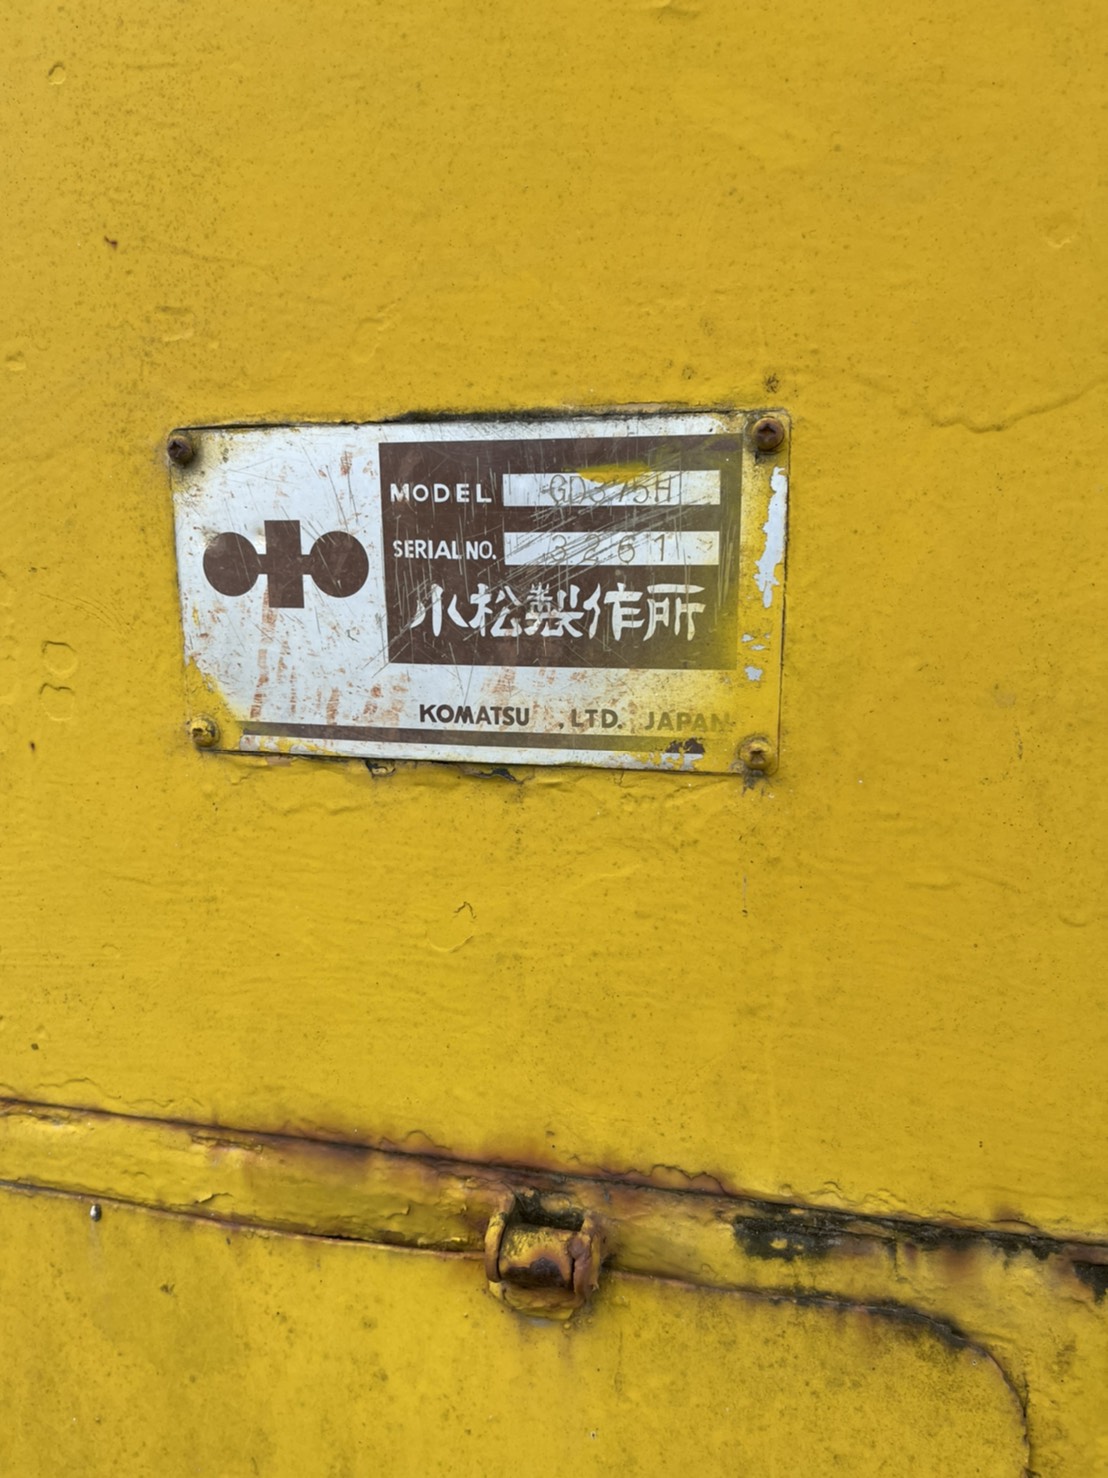 MODEL GD375H
SERIAL NO. 3261
小松製作所
KOMATSU .LTD. JAPAN